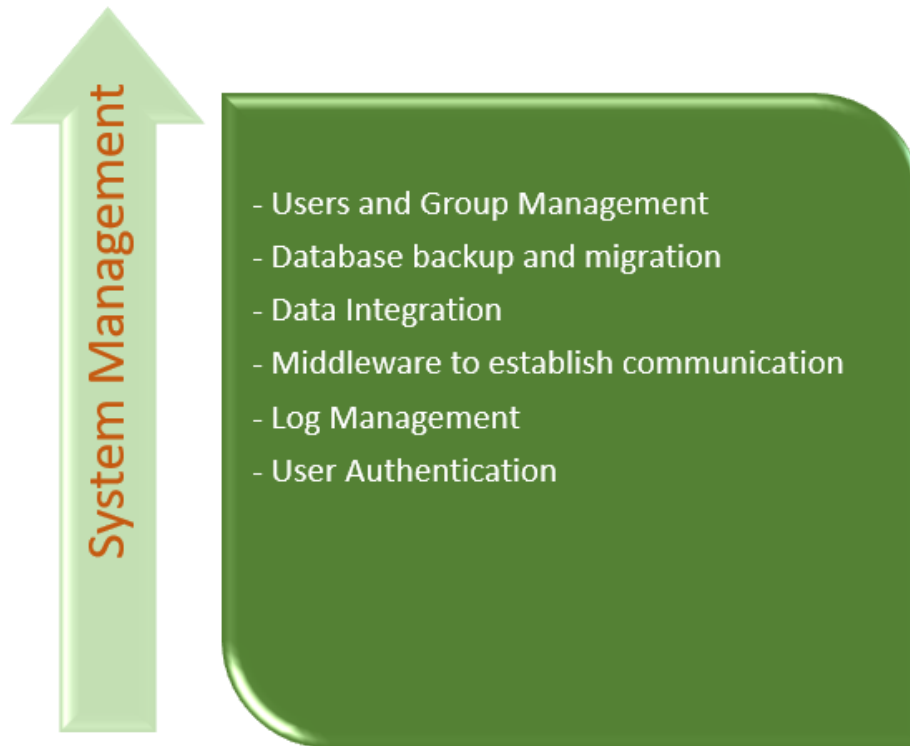 System Management
- Users and Group Management
- Database backup and migration
- Data Integration
- Middleware to establish communication
- Log Management
- User Authentication